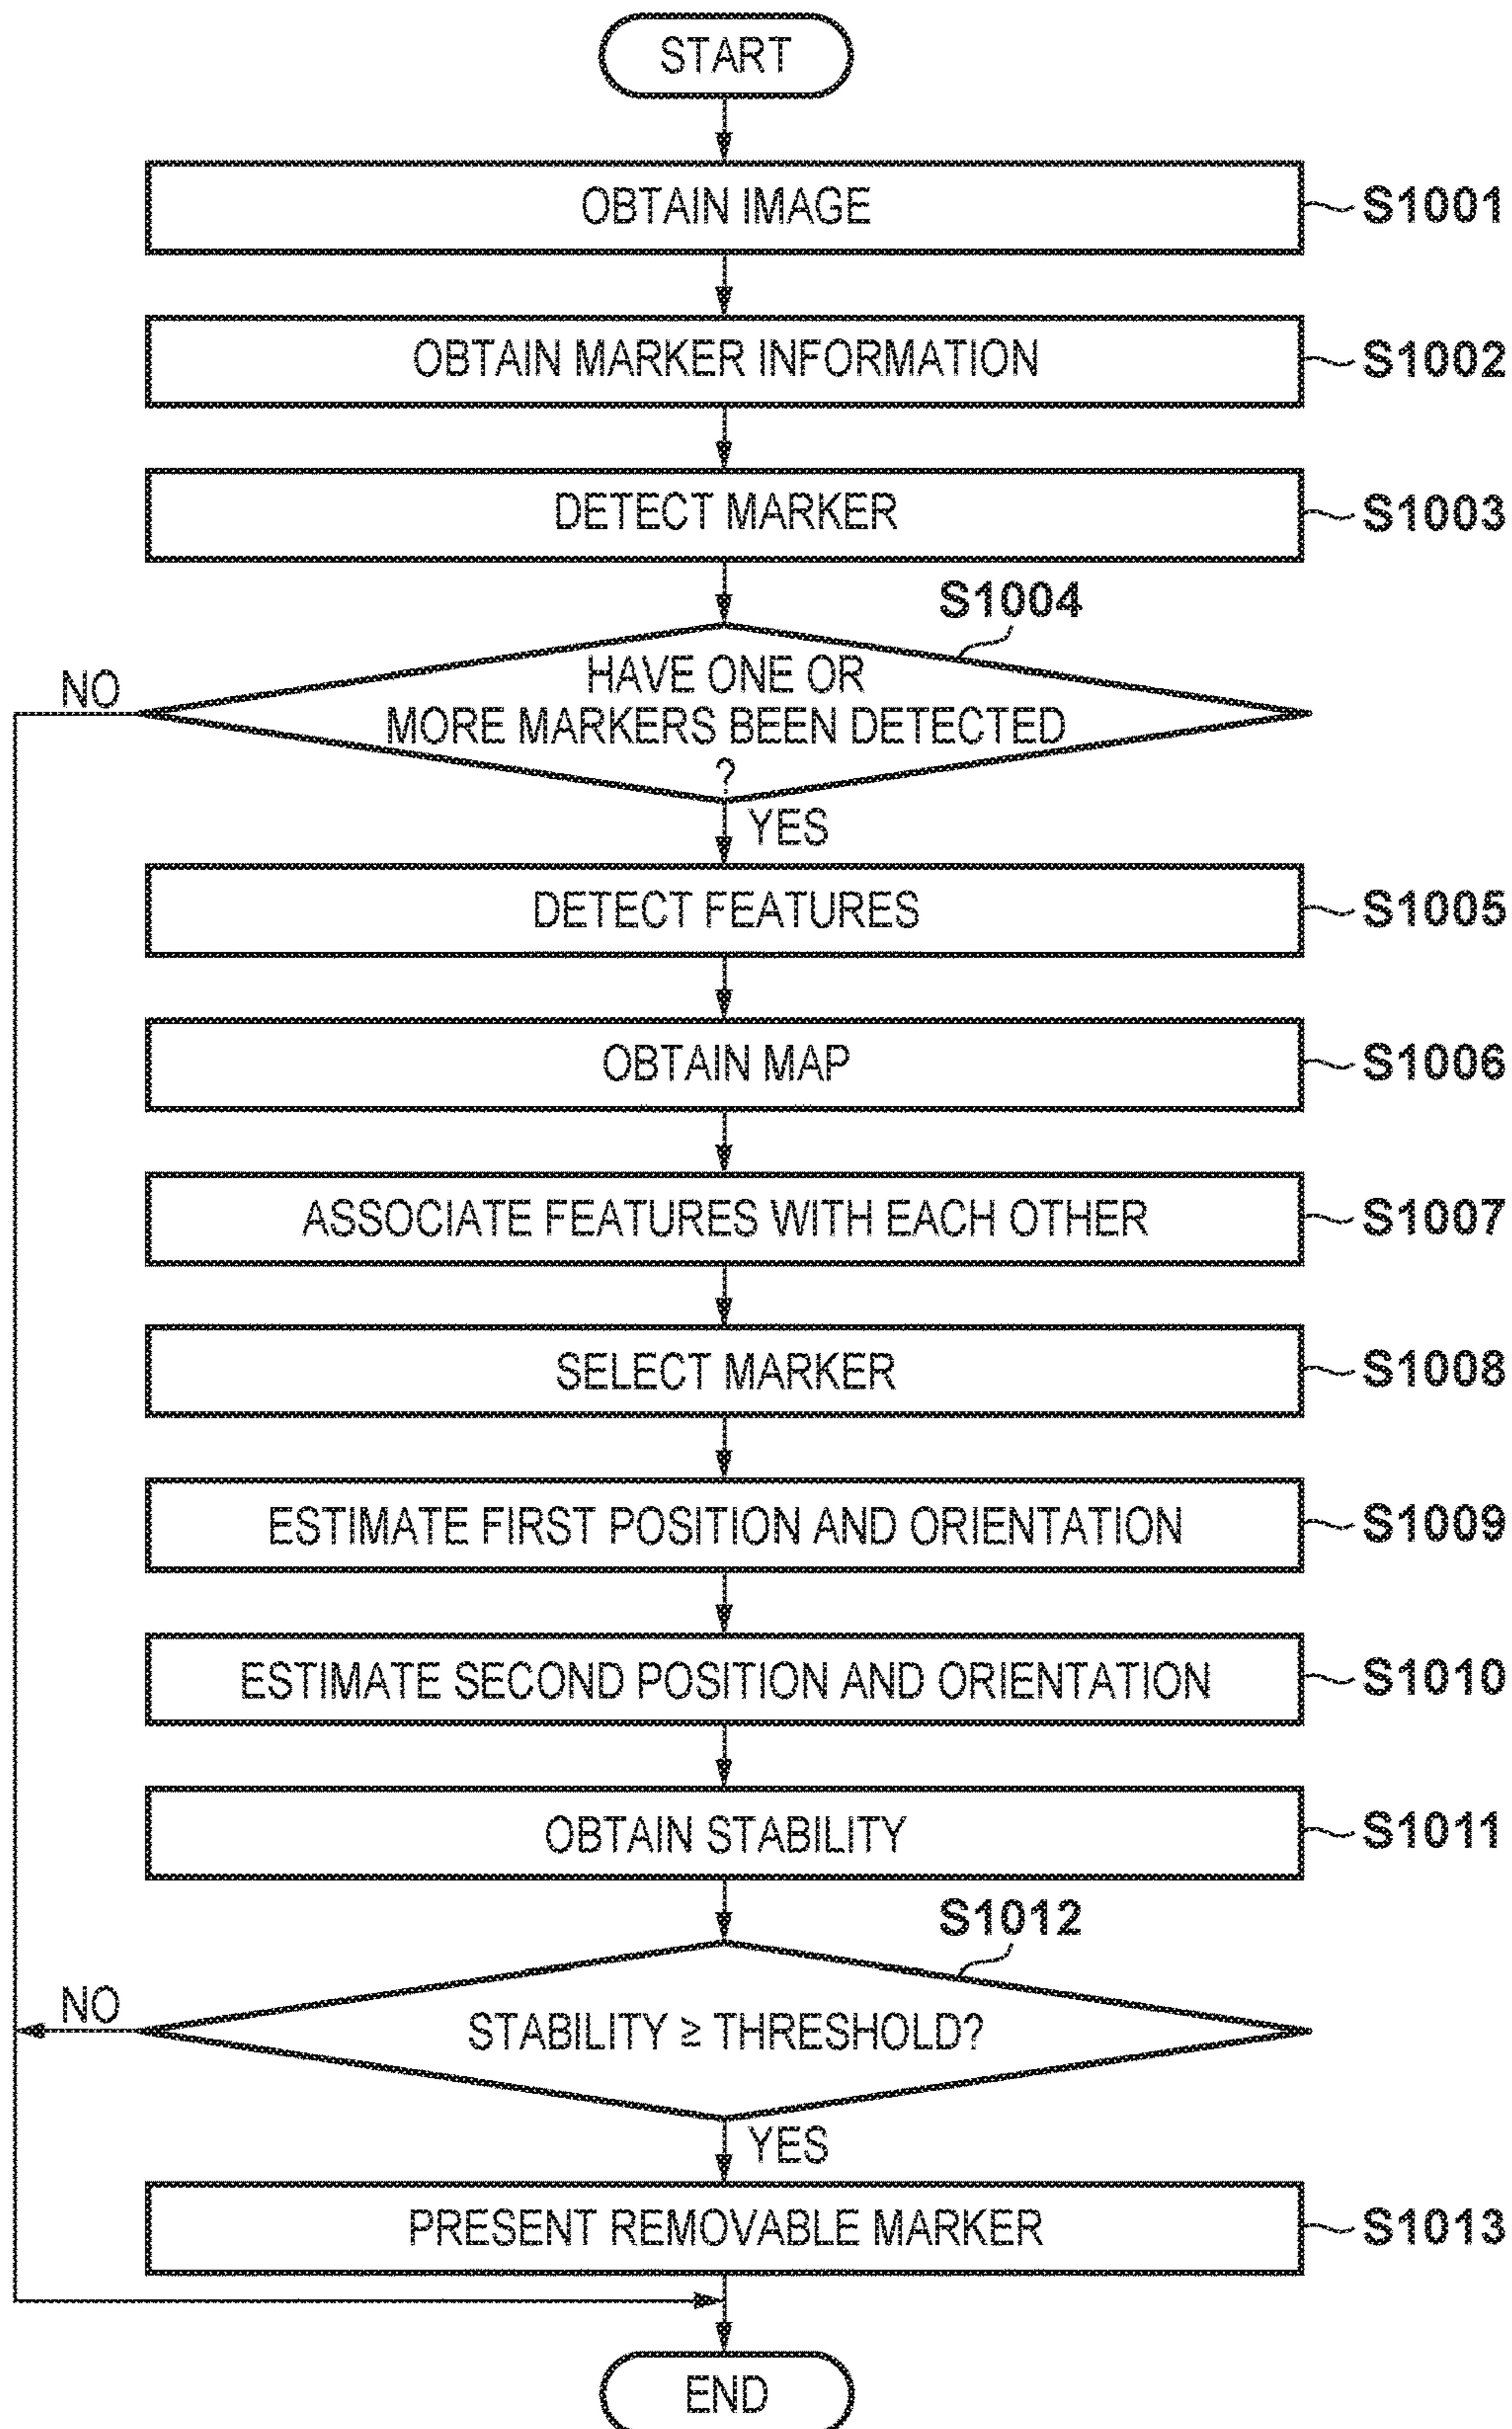 START
OBTAIN IMAGE
S1001
OBTAIN MARKER INFORMATION
S1002
DETECT MARKER
S1003
S1004
HAVE ONE OR
MORE MARKERS BEEN DETECTED
?
NO
YES
DETECT FEATURES
S1005
OBTAIN MAP
S1006
ASSOCIATE FEATURES WITH EACH OTHER
S1007
SELECT MARKER
S1008
ESTIMATE FIRST POSITION AND ORIENTATION
S1009
ESTIMATE SECOND POSITION AND ORIENTATION
S1010
OBTAIN STABILITY
S1011
S1012
NO
STABILITY ≥ THRESHOLD?
YES
PRESENT REMOVABLE MARKER
S1013
END